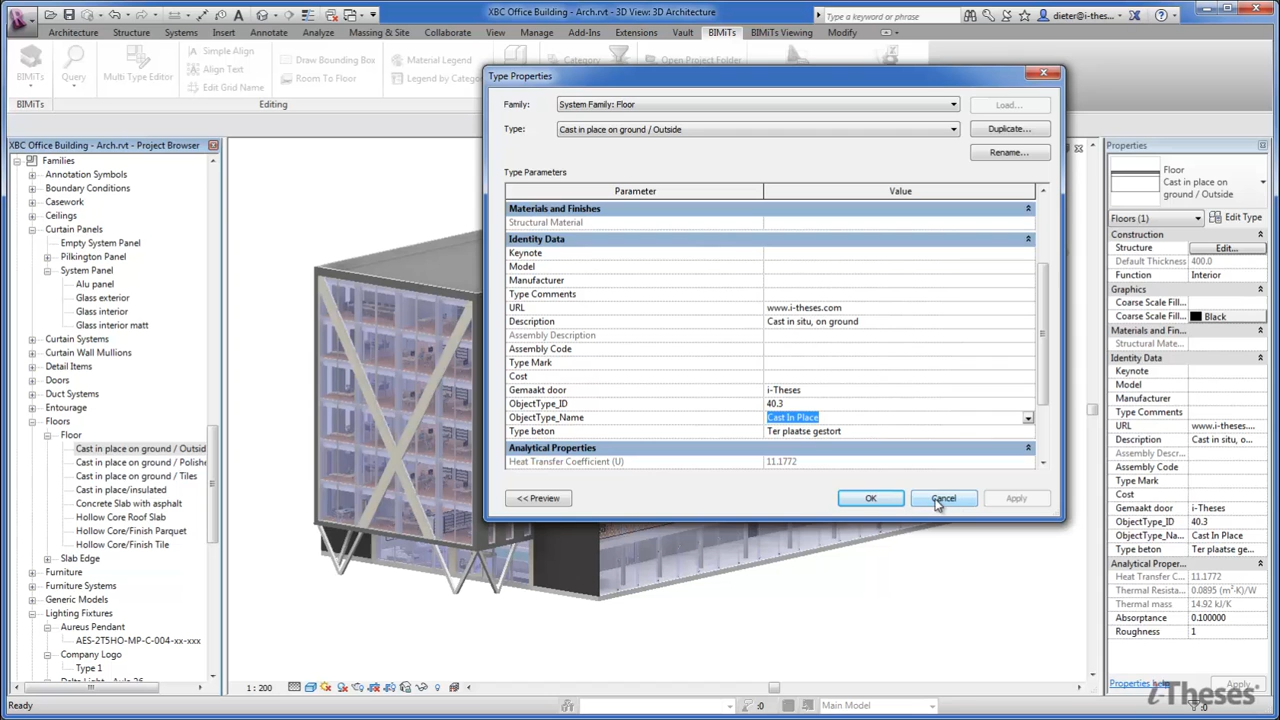 XBC Office Building - Arch.rvt - 3D View: 3D Architecture
Type a keyword or phrase
dieter@i-thes...
Architecture Structure Systems Insert Annotate Analyze Massing & Site Collaborate View Manage Add-Ins Extensions Vault BIMiTs BIMiTs Viewing Modify
BIMiTs
Query
Multi Type Editor
Simple Align
Align Text
Edit Grid Name
Draw Bounding Box
Room To Floor
Material Legend
Legend by Catego
Category
Open Project Folder
BIMiTs
Editing
XBC Office Building - Arch.rvt - Project Browser
Families
Annotation Symbols
Boundary Conditions
Casework
Ceilings
Curtain Panels
Empty System Panel
Pilkington Panel
System Panel
Alu panel
Glass exterior
Glass interior
Glass interior matt
Curtain Systems
Curtain Wall Mullions
Detail Items
Doors
Duct Systems
Entourage
Floors
Floor
Cast in place on ground / Outsid
Cast in place on ground / Polishe
Cast in place on ground / Tiles
Cast in place/insulated
Concrete Slab with asphalt
Hollow Core Roof Slab
Hollow Core/Finish Parquet
Hollow Core/Finish Tile
Slab Edge
Furniture
Furniture Systems
Generic Models
Lighting Fixtures
Aureus Pendant
AES-2T5HO-MP-C-004-xx-xxx
Company Logo
Type 1
Type Properties
Family: System Family: Floor Load...
Type: Cast in place on ground / Outside Duplicate...
Rename...
Type Parameters
Parameter Value
Materials and Finishes
Structural Material
Identity Data
Keynote
Model
Manufacturer
Type Comments
URL www.i-theses.com
Description Cast in situ, on ground
Assembly Description
Assembly Code
Type Mark
Cost
Gemaakt door i-Theses
ObjectType_ID 40.3
ObjectType_Name Cast In Place
Type beton Ter plaatse gestort
Analytical Properties
Heat Transfer Coefficient (U) 11.1772
<< Preview OK Cancel Apply
Properties
Floor
Cast in place on
ground / Outside
Floors (1) Edit Type
Construction
Structure Edit...
Default Thickness 400.0
Function Interior
Graphics
Coarse Scale Fill...
Coarse Scale Fill... Black
Materials and Fin...
Structural Mate...
Identity Data
Keynote
Model
Manufacturer
Type Comments
URL www.i-theses....
Description Cast in situ, o...
Assembly Code
Type Mark
Cost
Gemaakt door i-Theses
ObjectType_ID 40.3
ObjectType_Na... Cast In Place
Type beton Ter plaatse ge...
Analytical Proper...
Heat Transfer C... 11.1772
Thermal Resista... 0.0895 (m²·K)/W
Thermal mass 14.92 kJ/K
Absorptance 0.100000
Roughness 1
Properties help Apply
1 : 200
Ready
:0
Main Model
:0
iTheses